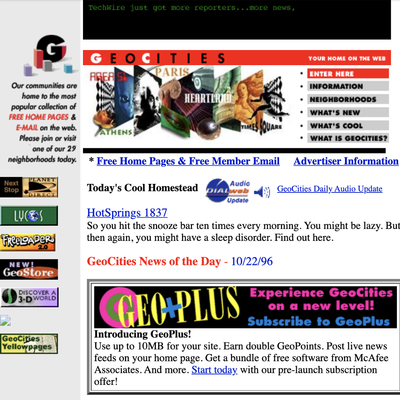 TechWire just got more reporters...more news,
G
Our communities are
home to the most
popular collection of
FREE HOME PAGES &
E-MAIL on the web.
Please join or visit
one of our 29
neighborhoods today.
Next
Stop
PLANET
DIRECT
LYCOS
FREELOADER!
2.0
NEW!
GeoStore
DISCOVER A
3-D WORLD
GeoCities
Yellowpages
GEOCITIES
YOUR HOME ON THE WEB
AREA 51
PARIS
HEARTLAND
ATHENS
TIMES SQUARE
ENTER HERE
INFORMATION
NEIGHBORHOODS
WHAT'S NEW
WHAT'S COOL
WHAT IS GEOCITIES?
* Free Home Pages & Free Member Email Advertiser Information
Today's Cool Homestead
Audio
DIALWeb
Update
GeoCities Daily Audio Update
HotSprings 1837
So you hit the snooze bar ten times every morning. You might be lazy. But
then again, you might have a sleep disorder. Find out here.
GeoCities News of the Day - 10/22/96
GEO+PLUS
Experience GeoCities
on a new level!
Subscribe to GeoPlus
Introducing GeoPlus!
Use up to 10MB for your site. Earn double GeoPoints. Post live news
feeds on your home page. Get a bundle of free software from McAfee
Associates. And more. Start today with our pre-launch subscription
offer!